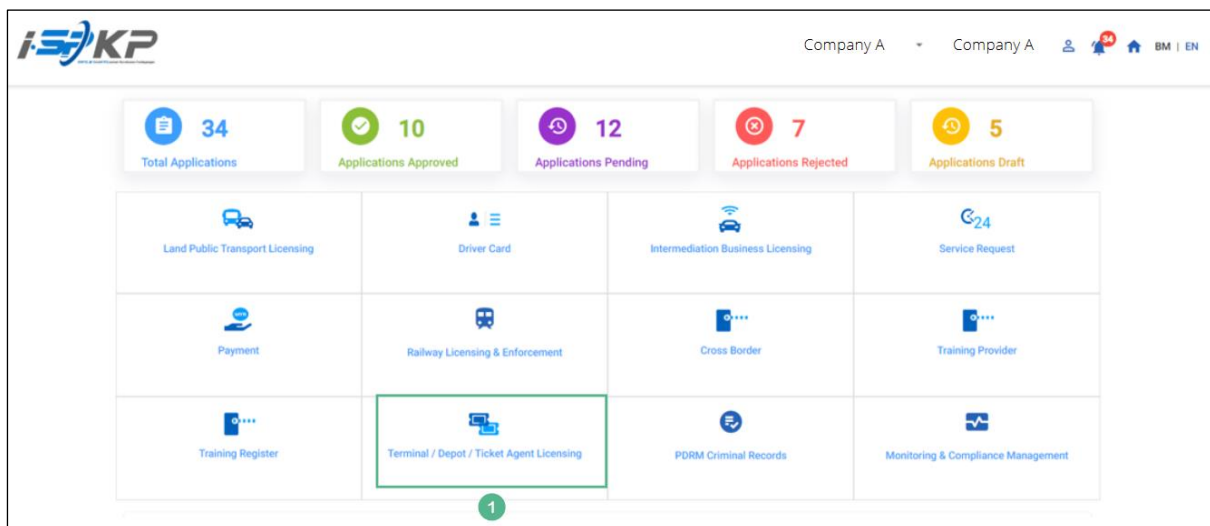 i-SPKP
Company A Company A 34 BM | EN
34 10 12 7 5
Total Applications Applications Approved Applications Pending Applications Rejected Applications Draft
24
Land Public Transport Licensing Driver Card Intermediation Business Licensing Service Request
Payment Railway Licensing & Enforcement Cross Border Training Provider
Training Register Terminal / Depot / Ticket Agent Licensing PDRM Criminal Records Monitoring & Compliance Management
1